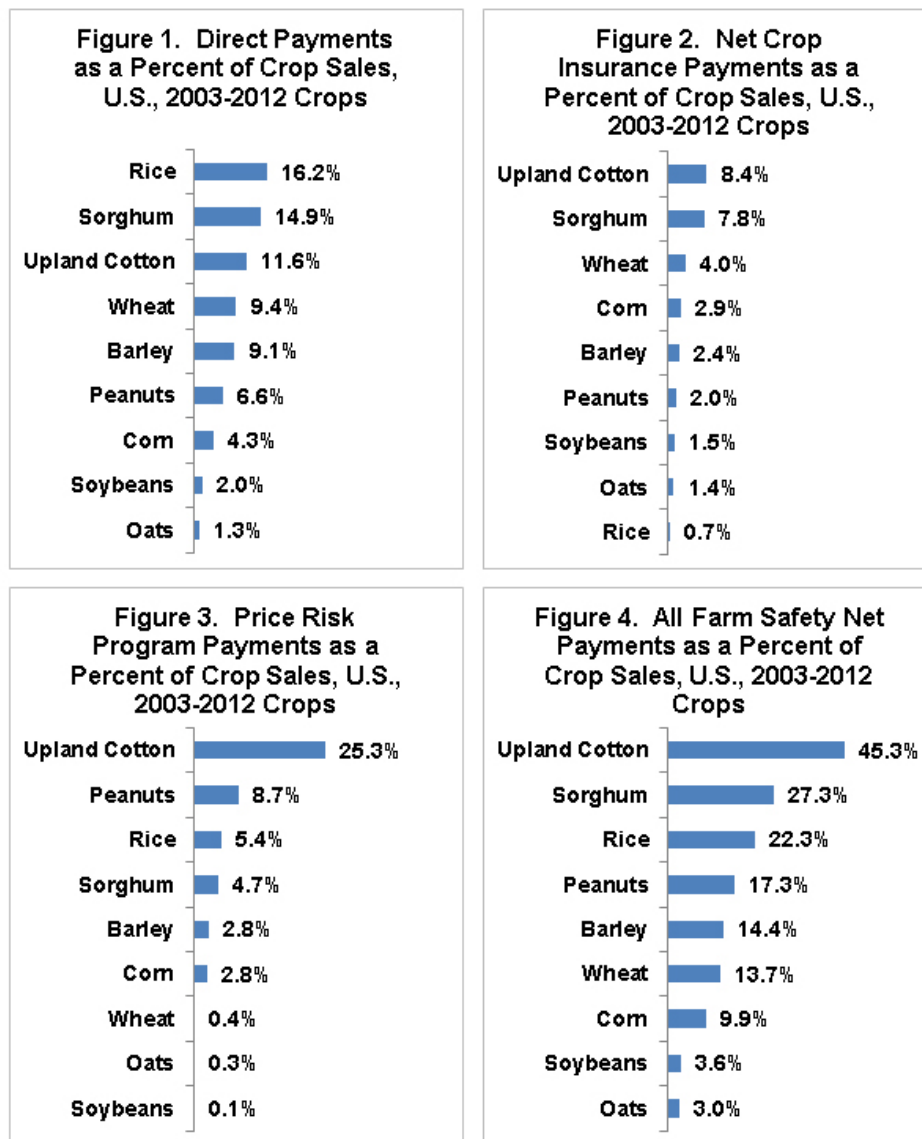 Figure 1. Direct Payments
as a Percent of Crop Sales,
U.S., 2003-2012 Crops
Rice 16.2%
Sorghum 14.9%
Upland Cotton 11.6%
Wheat 9.4%
Barley 9.1%
Peanuts 6.6%
Corn 4.3%
Soybeans 2.0%
Oats 1.3%
Figure 2. Net Crop
Insurance Payments as a
Percent of Crop Sales, U.S.,
2003-2012 Crops
Upland Cotton 8.4%
Sorghum 7.8%
Wheat 4.0%
Corn 2.9%
Barley 2.4%
Peanuts 2.0%
Soybeans 1.5%
Oats 1.4%
Rice 0.7%
Figure 3. Price Risk
Program Payments as a
Percent of Crop Sales, U.S.,
2003-2012 Crops
Upland Cotton 25.3%
Peanuts 8.7%
Rice 5.4%
Sorghum 4.7%
Barley 2.8%
Corn 2.8%
Wheat 0.4%
Oats 0.3%
Soybeans 0.1%
Figure 4. All Farm Safety Net
Payments as a Percent of
Crop Sales, U.S., 2003-2012
Crops
Upland Cotton 45.3%
Sorghum 27.3%
Rice 22.3%
Peanuts 17.3%
Barley 14.4%
Wheat 13.7%
Corn 9.9%
Soybeans 3.6%
Oats 3.0%